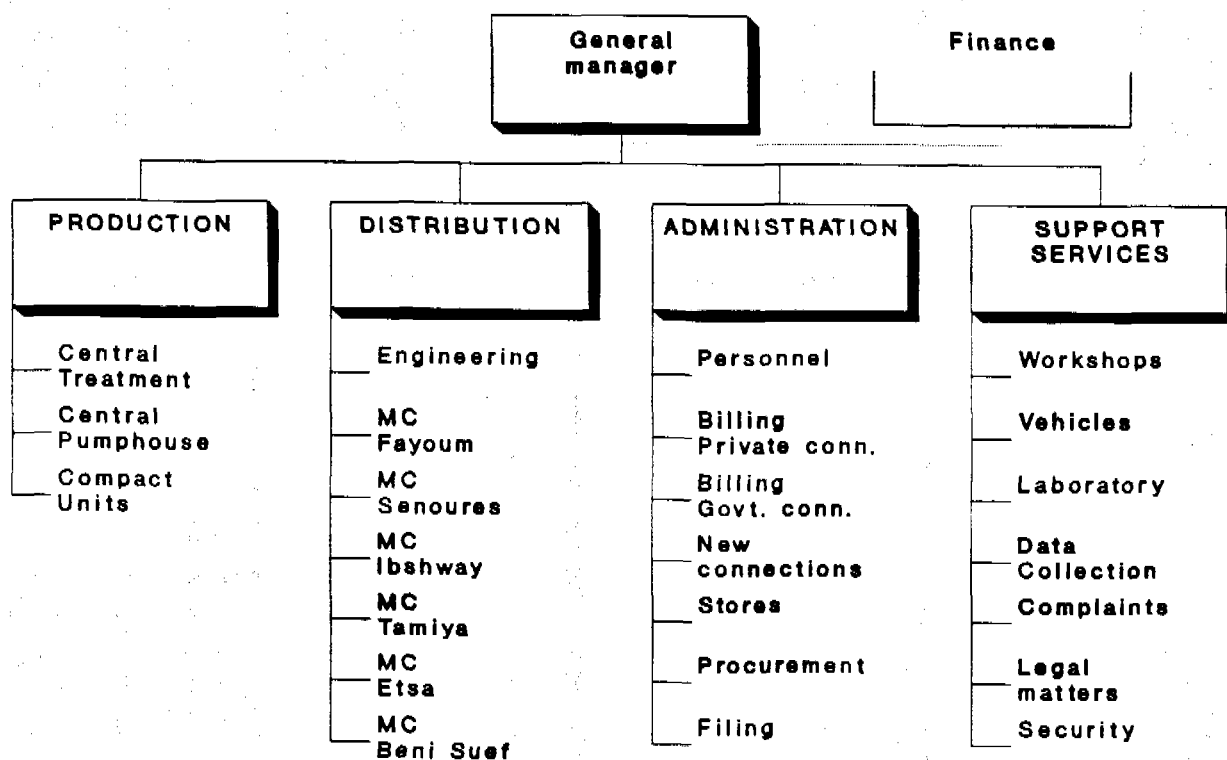 General
manager
Finance
PRODUCTION
Central
Treatment
Central
Pumphouse
Compact
Units
DISTRIBUTION
Engineering
MC
Fayoum
MC
Senoures
MC
Ibshway
MC
Tamiya
MC
Etsa
MC
Beni Suef
ADMINISTRATION
Personnel
Billing
Private conn.
Billing
Govt. conn.
New
connections
Stores
Procurement
Filing
SUPPORT
SERVICES
Workshops
Vehicles
Laboratory
Data
Collection
Complaints
Legal
matters
Security